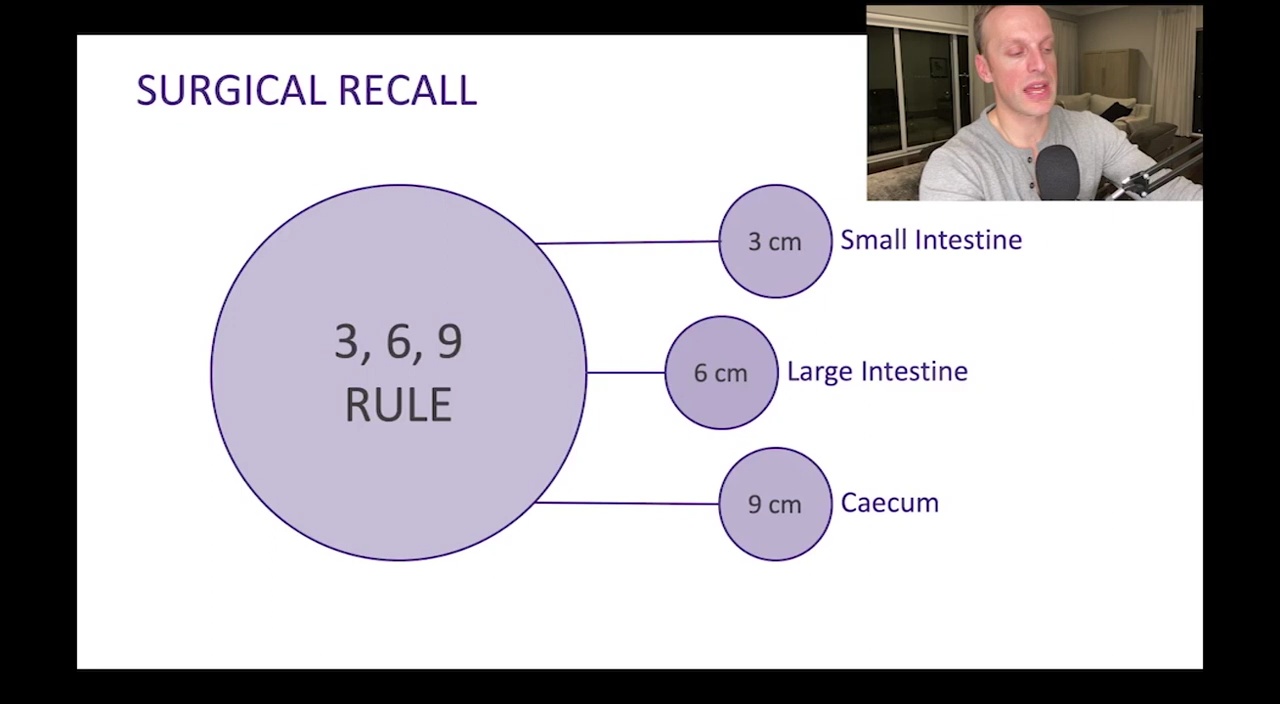 SURGICAL RECALL
3, 6, 9
RULE
3 cm
Small Intestine
6 cm
Large Intestine
9 cm
Caecum